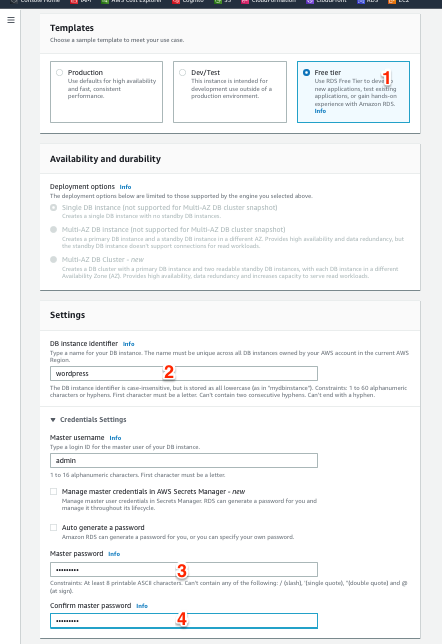 Console Home IAM AWS Cost Explorer Cognito S3 CloudFormation CloudFront RDS EC2
Templates
Choose a sample template to meet your use case.
Production
Use defaults for high availability
and fast, consistent
performance.
Dev/Test
This instance is intended for
development use outside of a
production environment.
Free tier
1
Use RDS Free Tier to develop
new applications, test existing
applications, or gain hands-on
experience with Amazon RDS.
Info
Availability and durability
Deployment options Info
The deployment options below are limited to those supported by the engine you selected above.
Single DB instance (not supported for Multi-AZ DB cluster snapshot)
Creates a single DB instance with no standby DB instances.
Multi-AZ DB instance (not supported for Multi-AZ DB cluster snapshot)
Creates a primary DB instance and a standby DB instance in a different AZ. Provides high availability and data redundancy, but
the standby DB instance doesn't support connections for read workloads.
Multi-AZ DB Cluster - new
Creates a DB cluster with a primary DB instance and two readable standby DB instances, with each DB instance in a different
Availability Zone (AZ). Provides high availability, data redundancy and increases capacity to serve read workloads.
Settings
DB instance identifier Info
Type a name for your DB instance. The name must be unique across all DB instances owned by your AWS account in the current AWS
Region.
wordpress 2
The DB instance identifier is case-insensitive, but is stored as all lowercase (as in "mydbinstance"). Constraints: 1 to 60 alphanumeric
characters or hyphens. First character must be a letter. Can't contain two consecutive hyphens. Can't end with a hyphen.
Credentials Settings
Master username Info
Type a login ID for the master user of your DB instance.
admin
1 to 16 alphanumeric characters. First character must be a letter.
Manage master credentials in AWS Secrets Manager - new
Manage master user credentials in Secrets Manager. RDS can generate a password for you and
manage it throughout its lifecycle.
Auto generate a password
Amazon RDS can generate a password for you, or you can specify your own password.
Master password Info
••••••••• 3
Constraints: At least 8 printable ASCII characters. Can't contain any of the following: / (slash), '(single quote), "(double quote) and @
(at sign).
Confirm master password Info
••••••••• 4